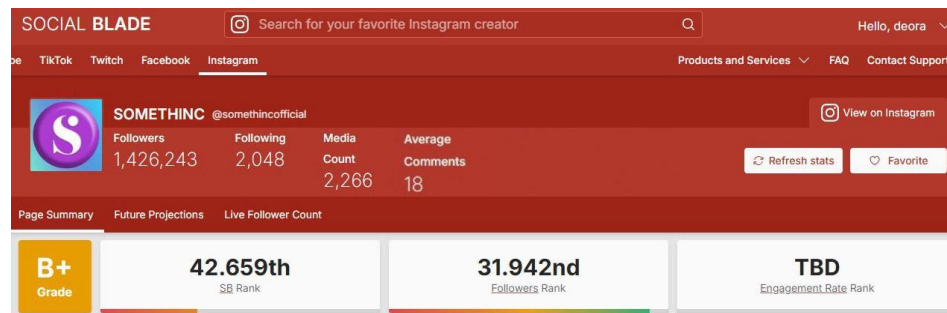 SOCIAL BLADE
Search for your favorite Instagram creator
Hello, deora
TikTok Twitch Facebook Instagram
Products and Services FAQ Contact Support
SOMETHINC @somethincofficial
View on Instagram
Followers Following Media Count Average Comments
1,426,243 2,048 2,266 18
Refresh stats Favorite
Page Summary Future Projections Live Follower Count
B+ 42.659th 31.942nd TBD
Grade SB Rank Followers Rank Engagement Rate Rank